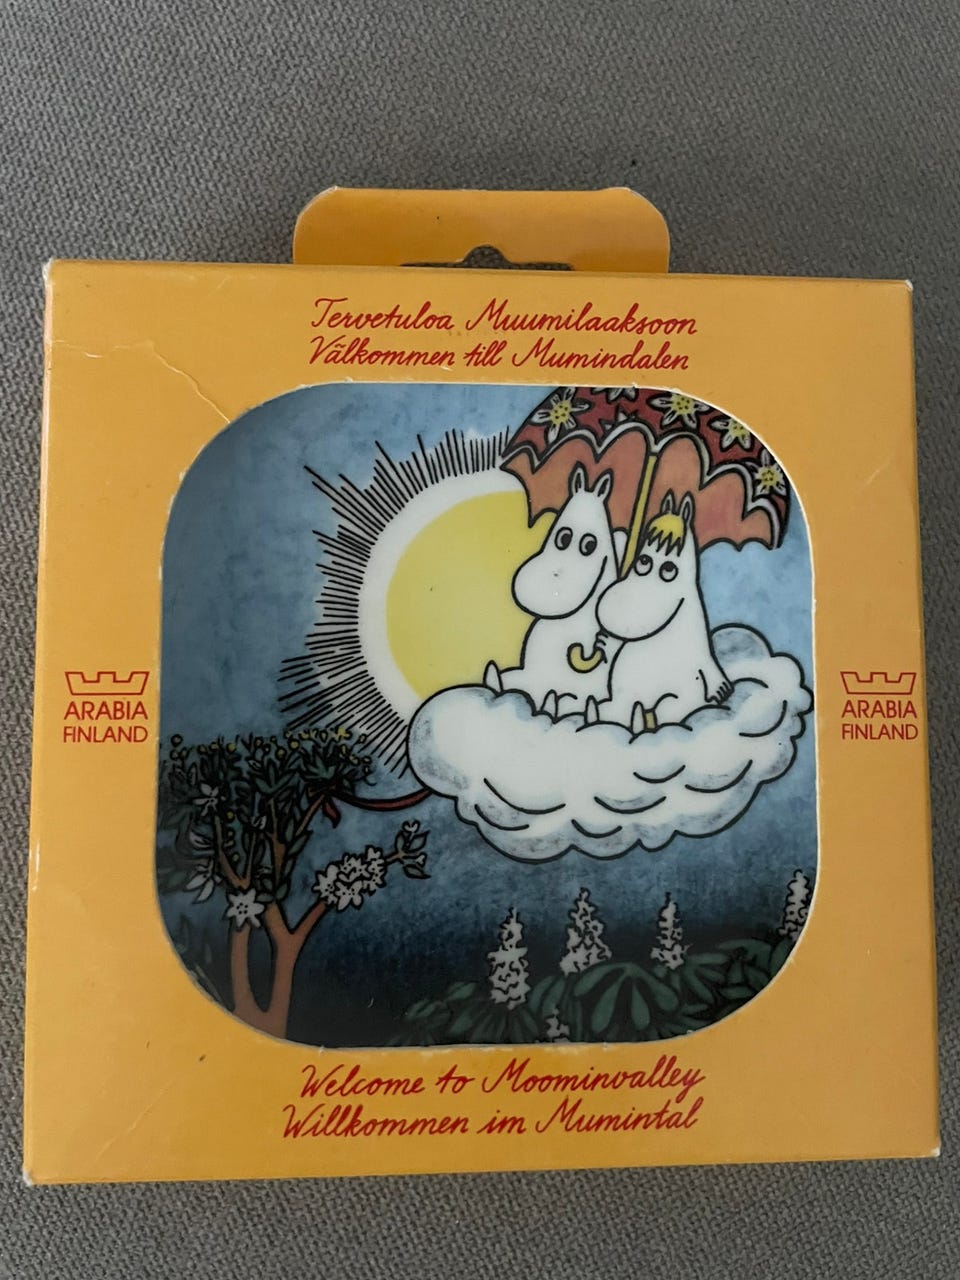 Tervetuloa Muumilaaksoon
Välkommen till Mumindalen
ARABIA
FINLAND
ARABIA
FINLAND
Welcome to Moominvalley
Willkommen im Mumintal